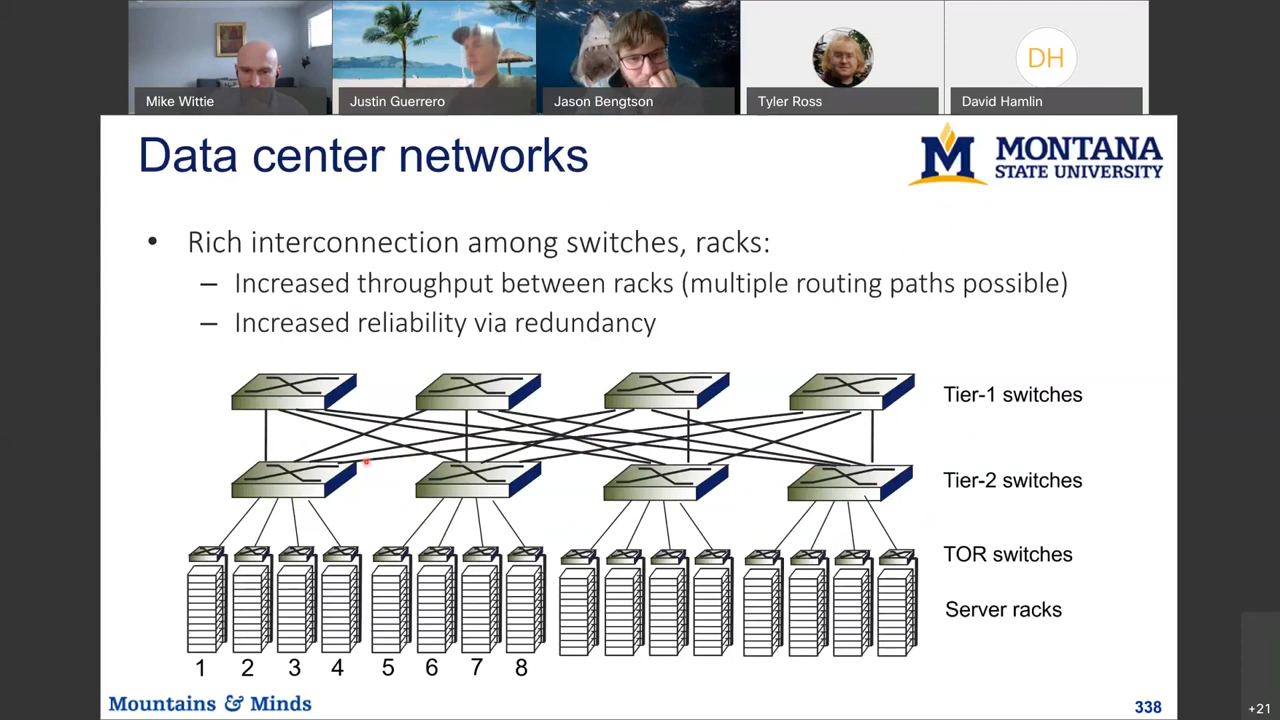 Mike Wittie
Justin Guerrero
Jason Bengtson
Tyler Ross
DH
David Hamlin
Data center networks
M MONTANA
STATE UNIVERSITY
• Rich interconnection among switches, racks:
– Increased throughput between racks (multiple routing paths possible)
– Increased reliability via redundancy
Tier-1 switches
Tier-2 switches
TOR switches
Server racks
1 2 3 4 5 6 7 8
Mountains & Minds
338
+21